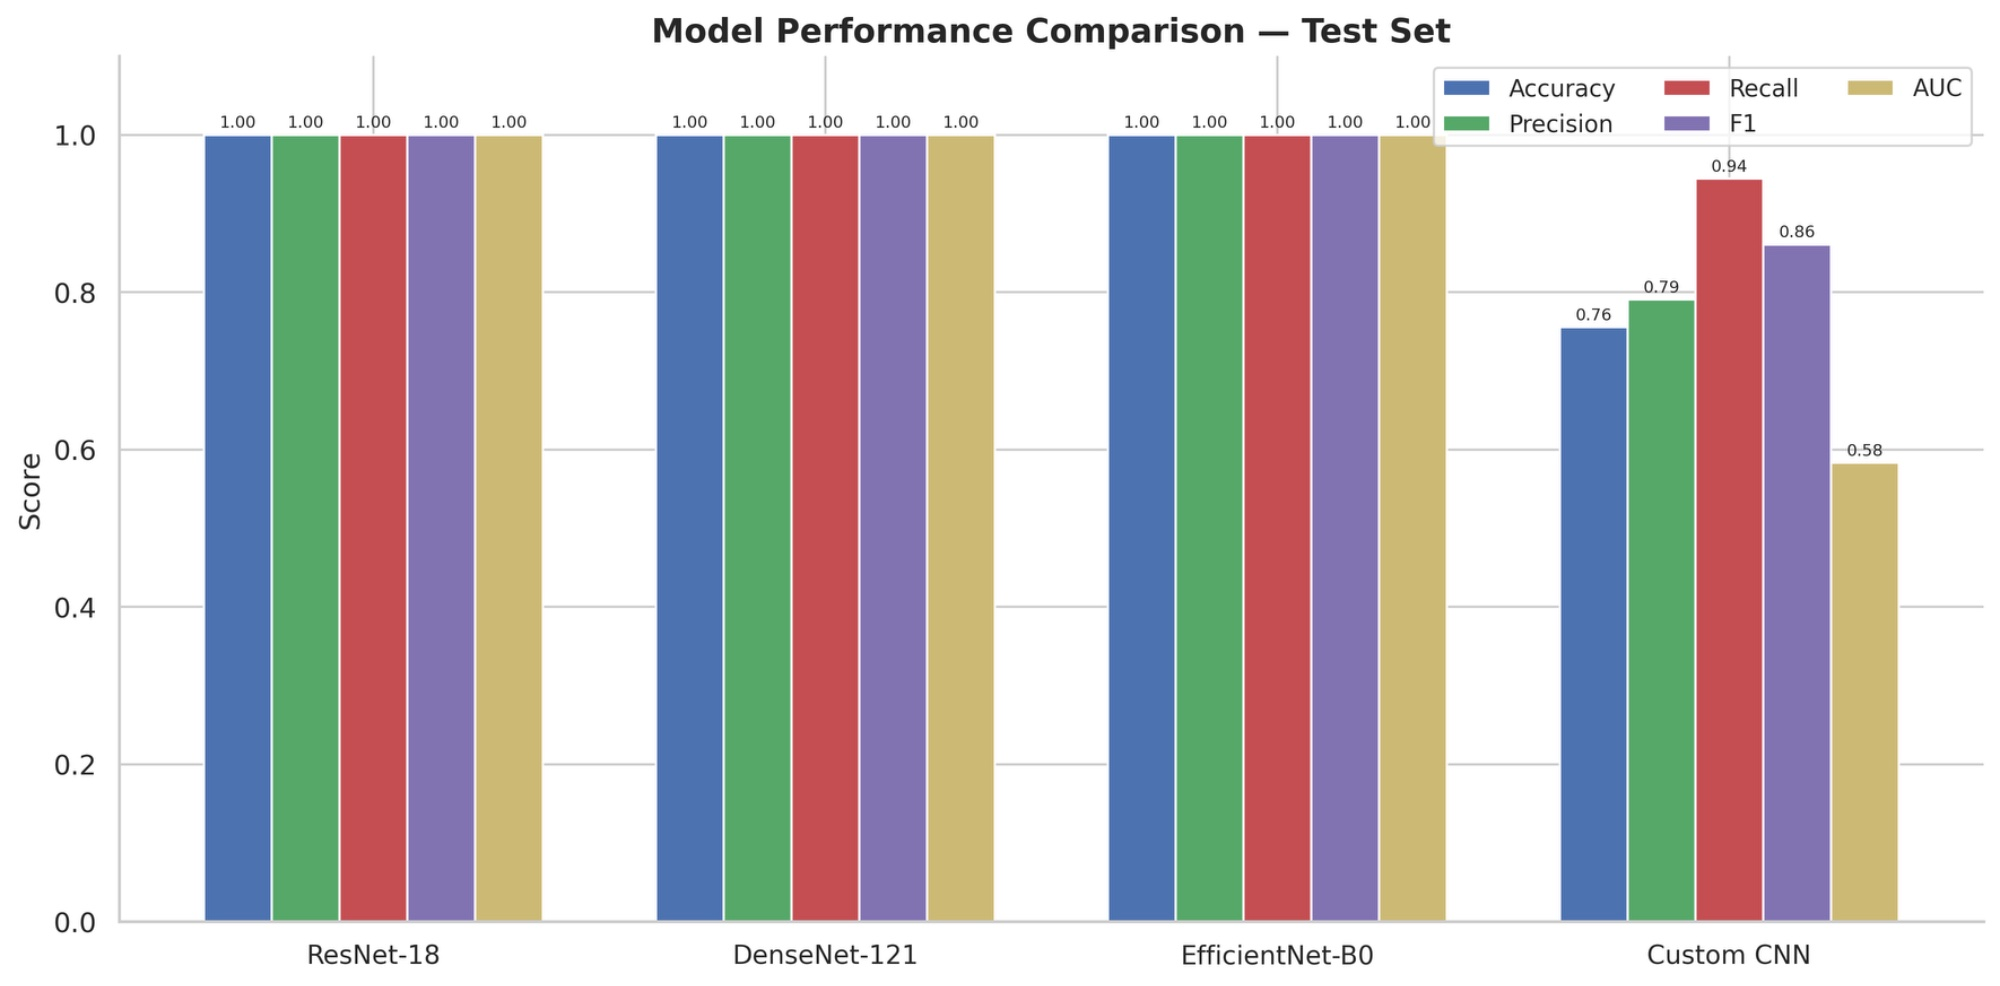 Model Performance Comparison — Test Set
Accuracy Recall AUC
Precision F1
1.00 1.00 1.00 1.00 1.00 1.00 1.00 1.00 1.00 1.00 1.00 1.00 1.00 1.00 1.00
0.94
0.86
0.79
0.76
0.58
1.0
0.8
0.6
0.4
0.2
0.0
Score
ResNet-18 DenseNet-121 EfficientNet-B0 Custom CNN